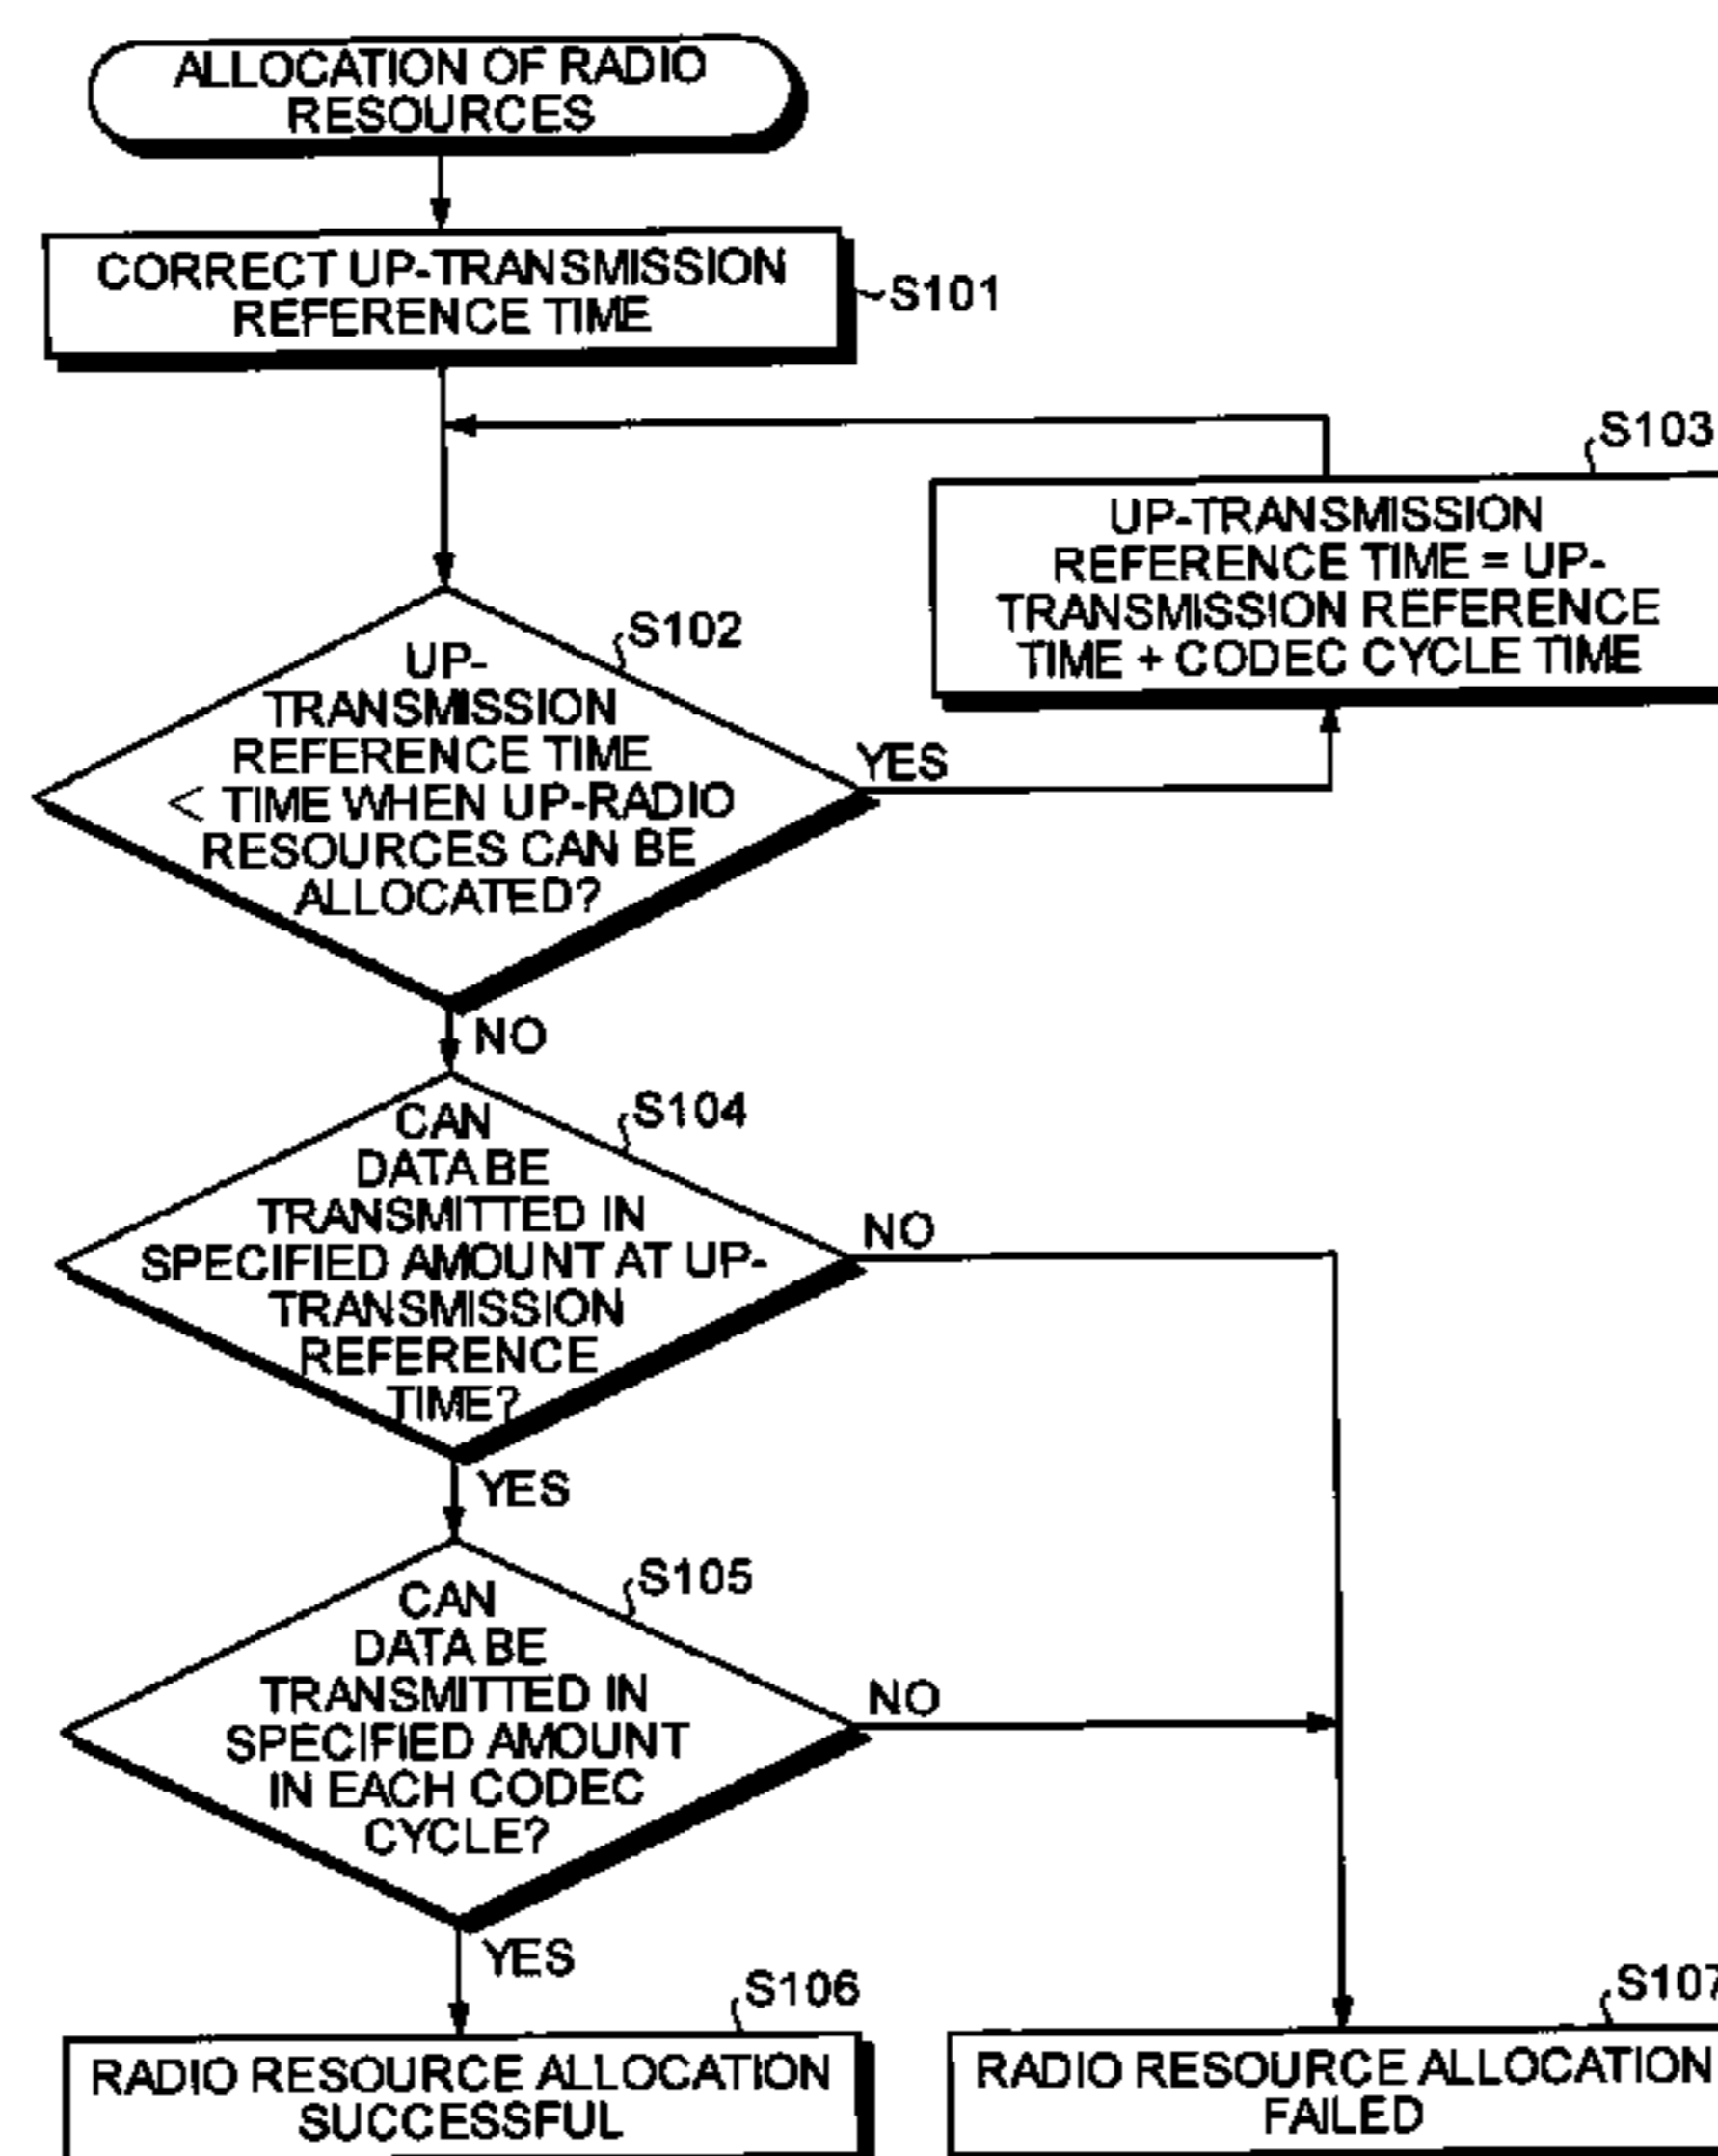 ALLOCATION OF RADIO
RESOURCES
CORRECT UP-TRANSMISSION
REFERENCE TIME
S101
S103
UP-TRANSMISSION
REFERENCE TIME = UP-
TRANSMISSION REFERENCE
TIME + CODEC CYCLE TIME
S102
UP-
TRANSMISSION
REFERENCE TIME
< TIME WHEN UP-RADIO
RESOURCES CAN BE
ALLOCATED?
YES
NO
S104
CAN
DATA BE
TRANSMITTED IN
SPECIFIED AMOUNT AT UP-
TRANSMISSION
REFERENCE
TIME?
NO
YES
S105
CAN
DATA BE
TRANSMITTED IN
SPECIFIED AMOUNT
IN EACH CODEC
CYCLE?
NO
YES
S106
RADIO RESOURCE ALLOCATION
SUCCESSFUL
S107
RADIO RESOURCE ALLOCATION
FAILED